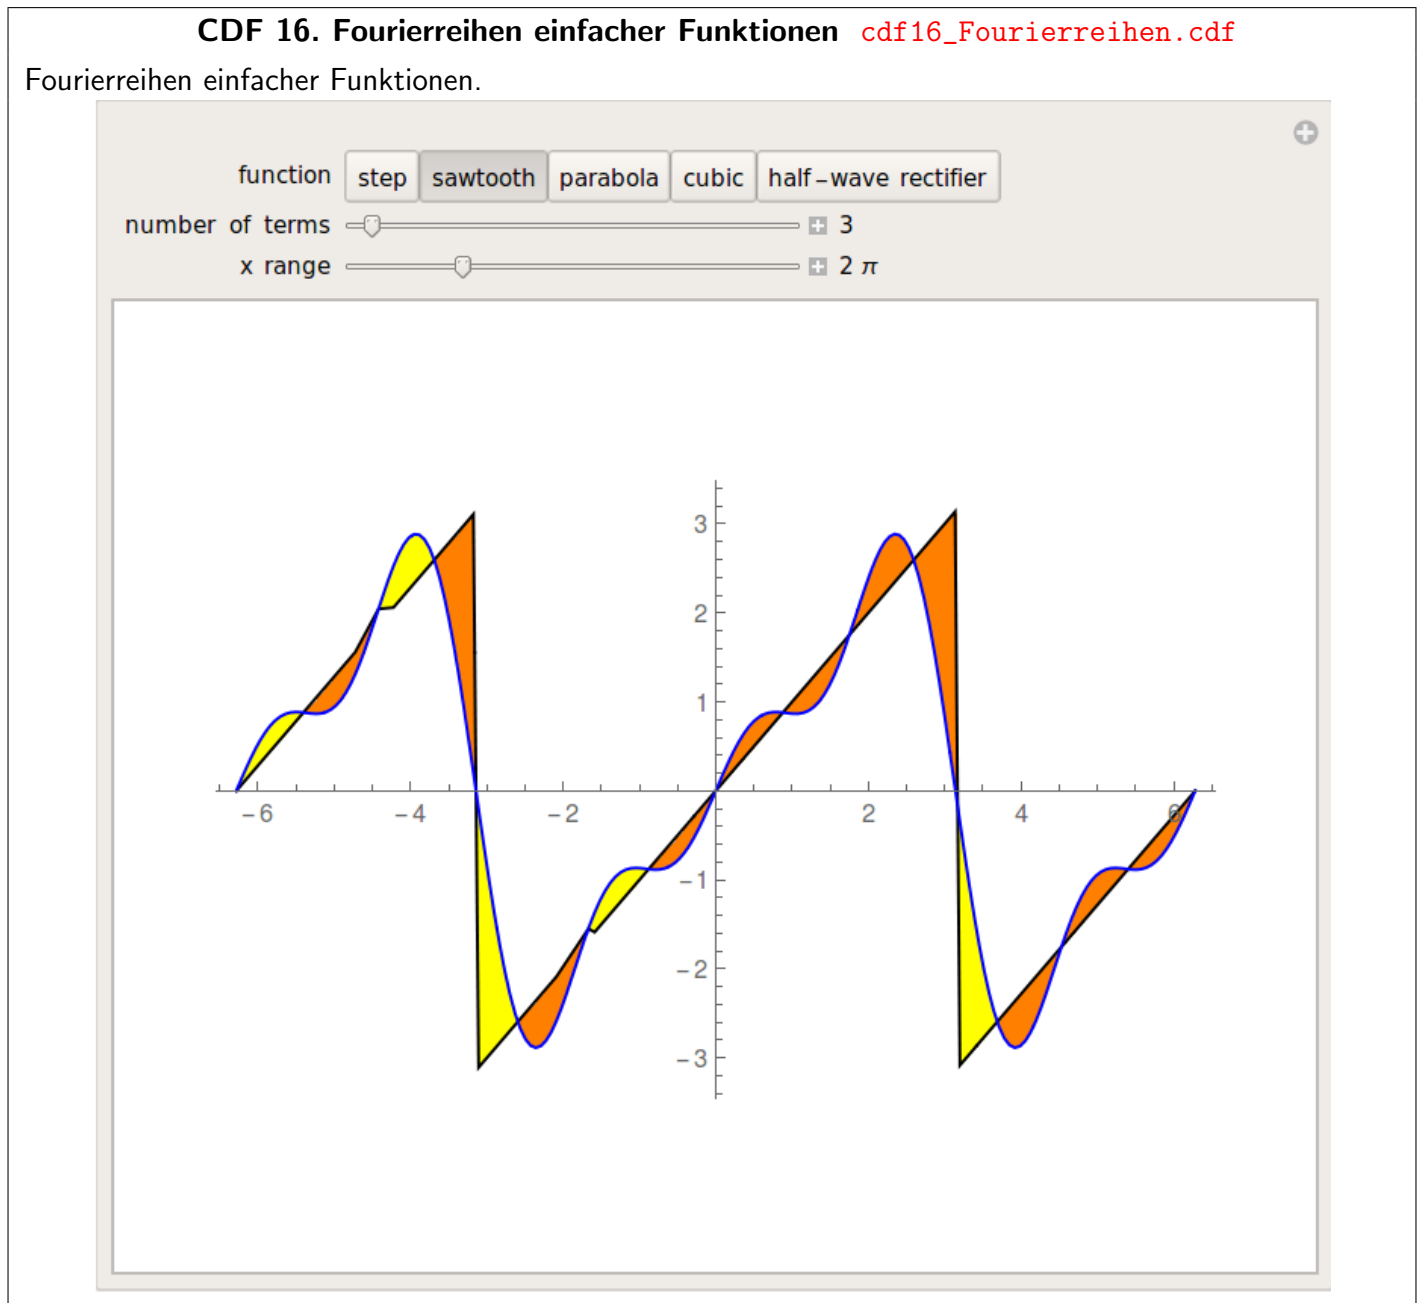 CDF 16. Fourierreihen einfacher Funktionen cdf16_Fourierreihen.cdf
Fourierreihen einfacher Funktionen.
function step sawtooth parabola cubic half-wave rectifier
number of terms 3
x range 2 π
3
2
1
-6 -4 -2 2 4 6
-1
-2
-3